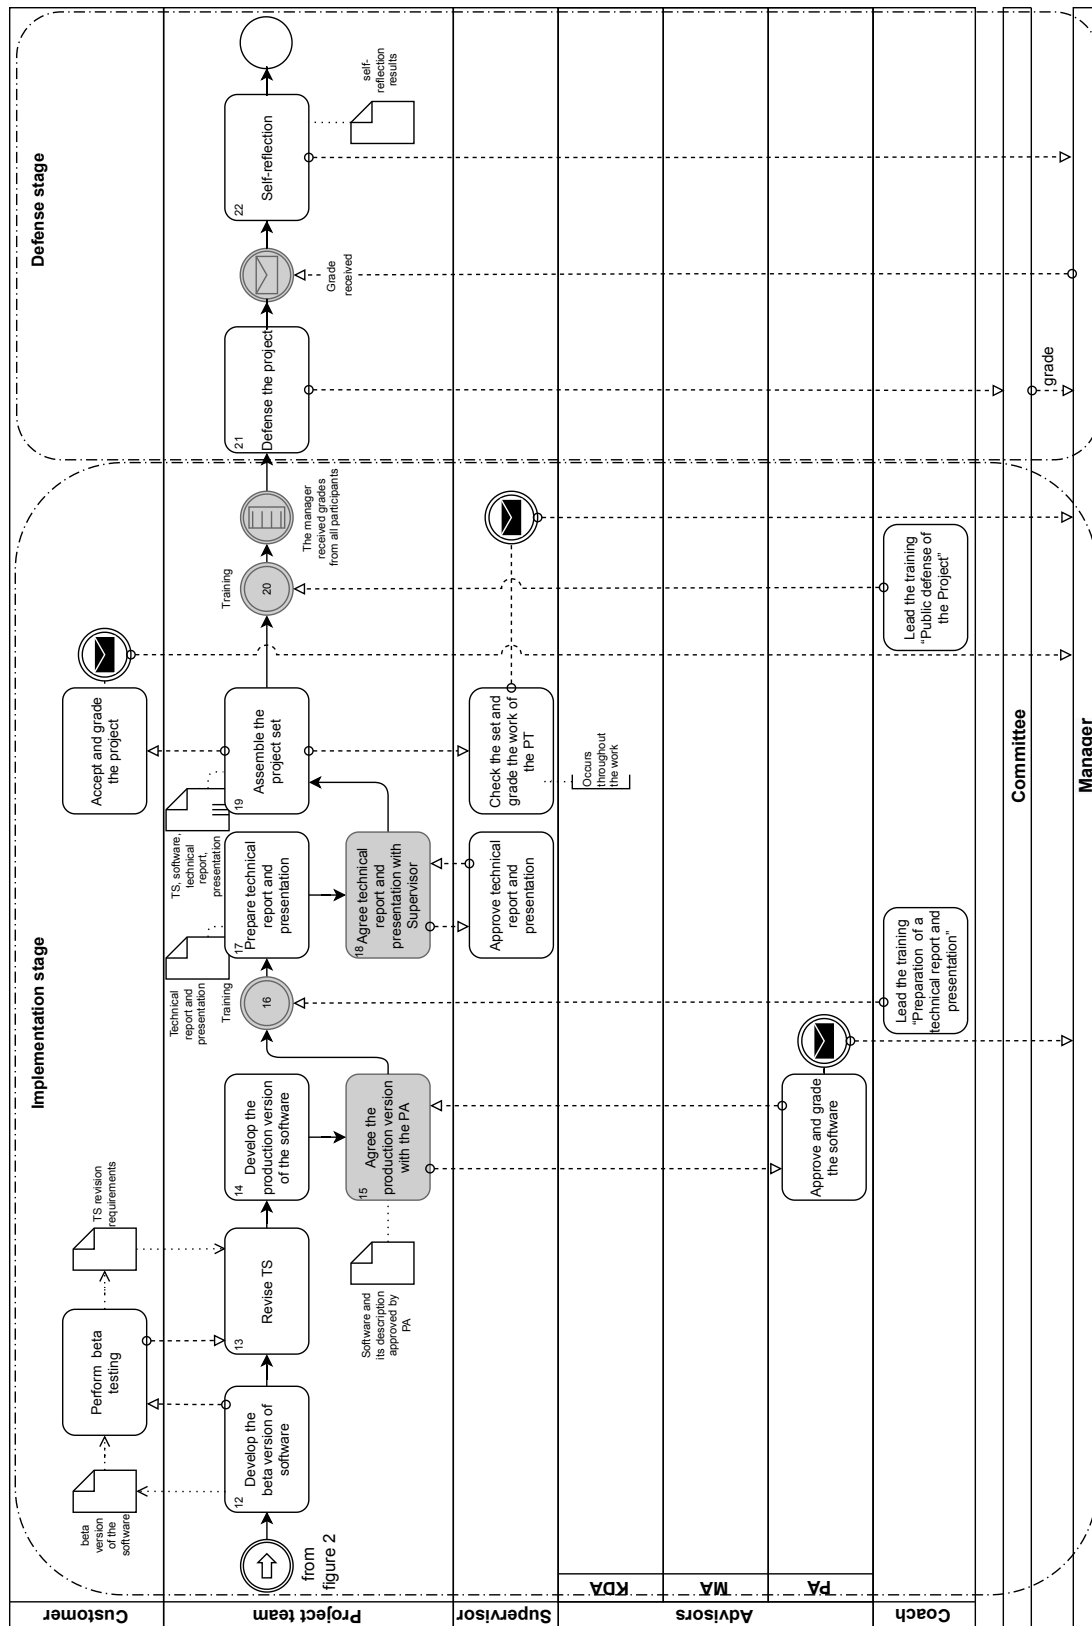 Implementation stage
Defense stage
Customer
beta
version
of the
software
Perform beta
testing
TS revision
requirements
Accept and grade
the project
Project team
from
figure 2
12
Develop the
beta version of
software
13
Revise TS
14
Develop the
production version
of the software
15
Agree the
production version
with the PA
Software and
its description
approved by
PA
Training
16
Technical
report and
presentation
17
Prepare technical
report and
presentation
18
Agree technical
report and
presentation with
Supervisor
TS, software,
technical
report,
presentation
19
Assemble the
project set
Training
20
The manager
received grades
from all participants
21
Defense the project
Grade
received
22
Self-reflection
self-
reflection
results
Supervisor
Approve technical
report and
presentation
Check the set and
grade the work of
the PT
Occurs
throughout
the work
Advisors
KDA
MA
PA
Approve and grade
the software
Coach
Lead the training
“Preparation of a
technical report and
presentation”
Lead the training
“Public defense of
the Project”
Committee
grade
Manager